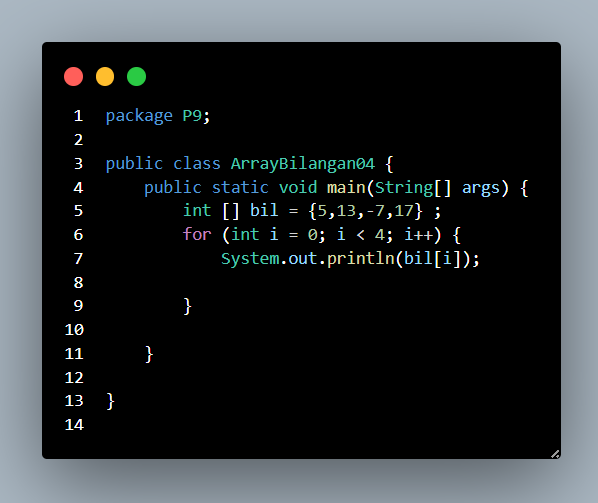 1 package P9;
2
3 public class ArrayBilangan04 {
4     public static void main(String[] args) {
5         int [] bil = {5,13,-7,17} ;
6         for (int i = 0; i < 4; i++) {
7             System.out.println(bil[i]);
8
9         }
10
11     }
12
13 }
14